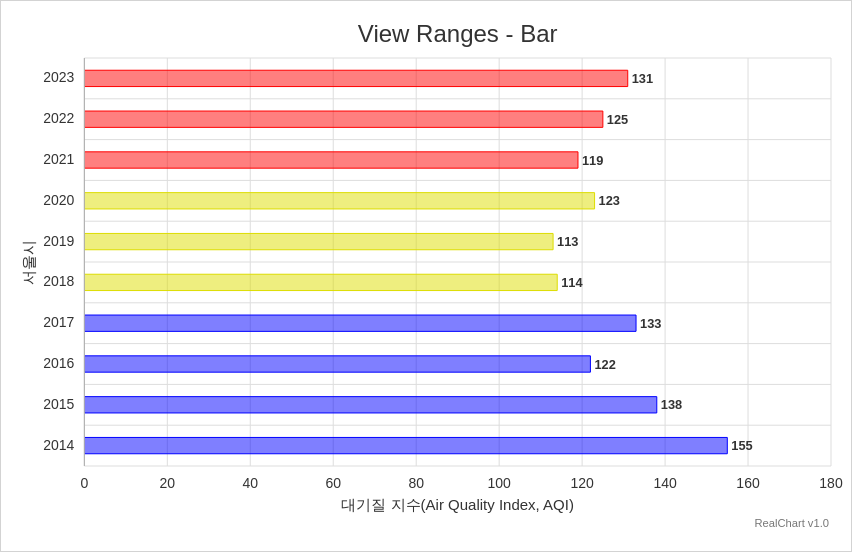 View Ranges - Bar
서울시
2023 131
2022 125
2021 119
2020 123
2019 113
2018 114
2017 133
2016 122
2015 138
2014 155
0 20 40 60 80 100 120 140 160 180
대기질 지수(Air Quality Index, AQI)
RealChart v1.0